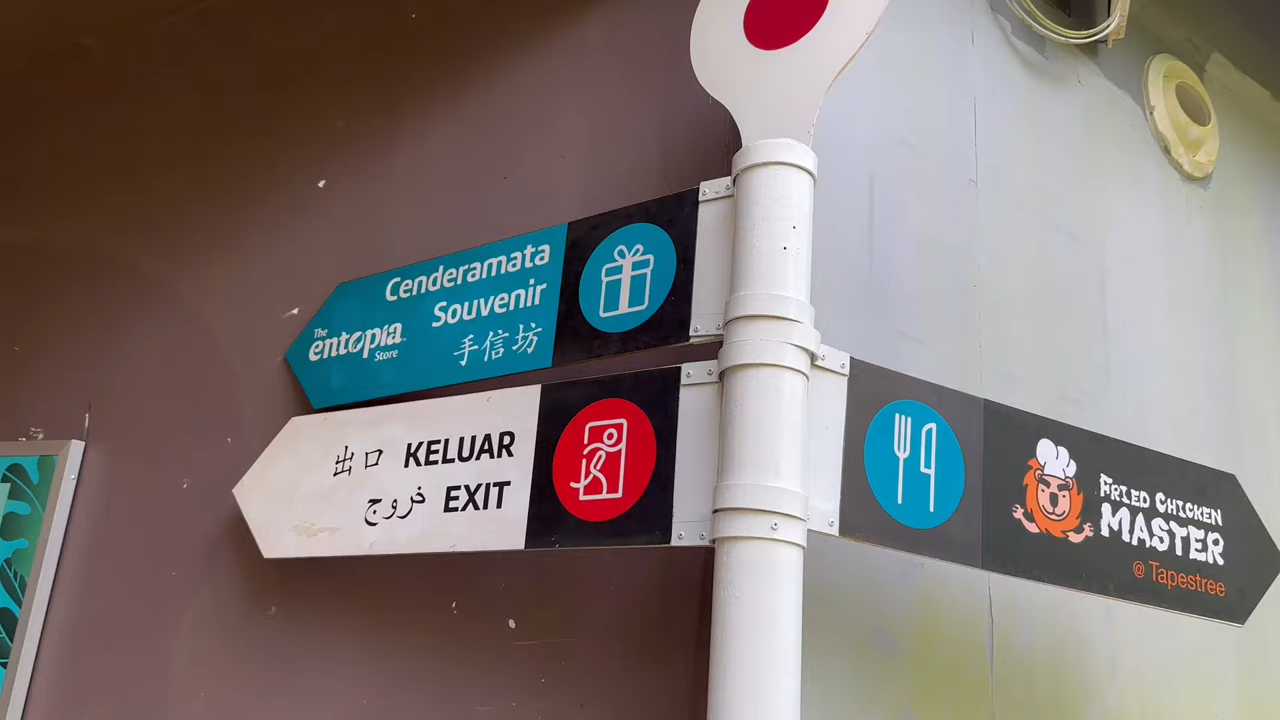 Cenderamata
Souvenir
手信坊
The
entopia
Store
出口 KELUAR
خروج EXIT
FRIED CHICKEN
MASTER
@ Tapestree